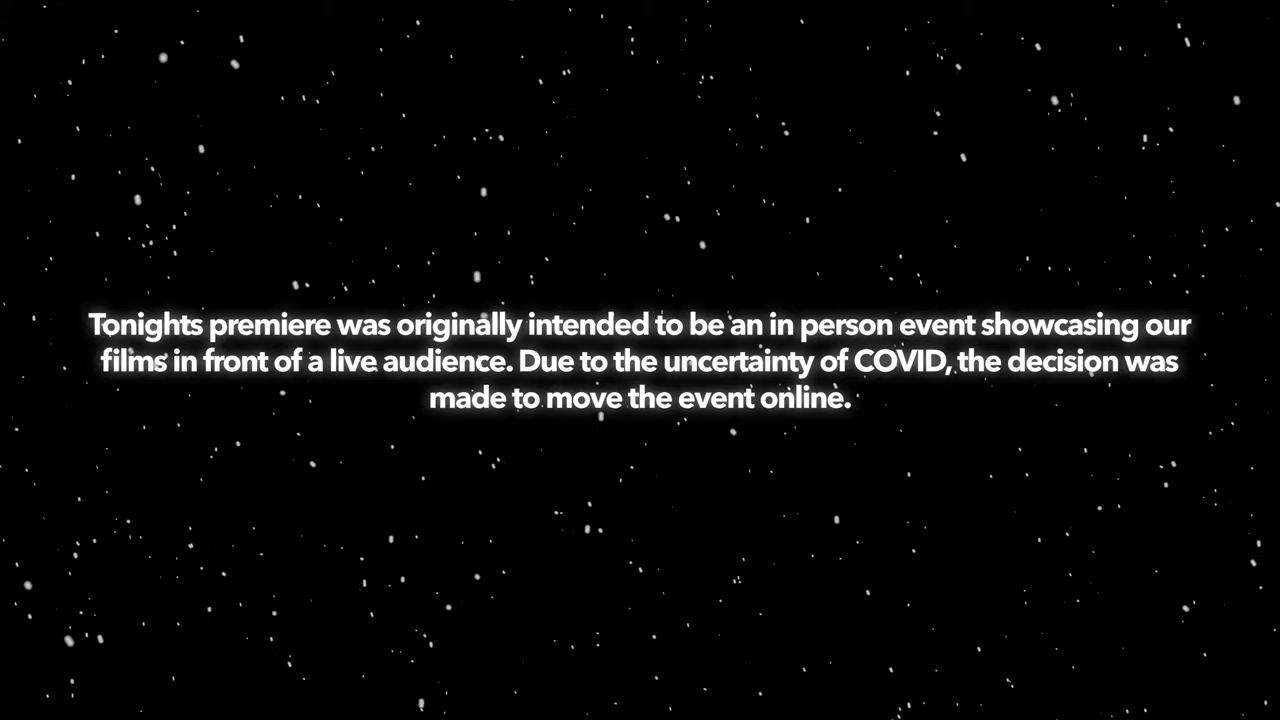 Tonights premiere was originally intended to be an in person event showcasing our
films in front of a live audience. Due to the uncertainty of COVID, the decision was
made to move the event online.